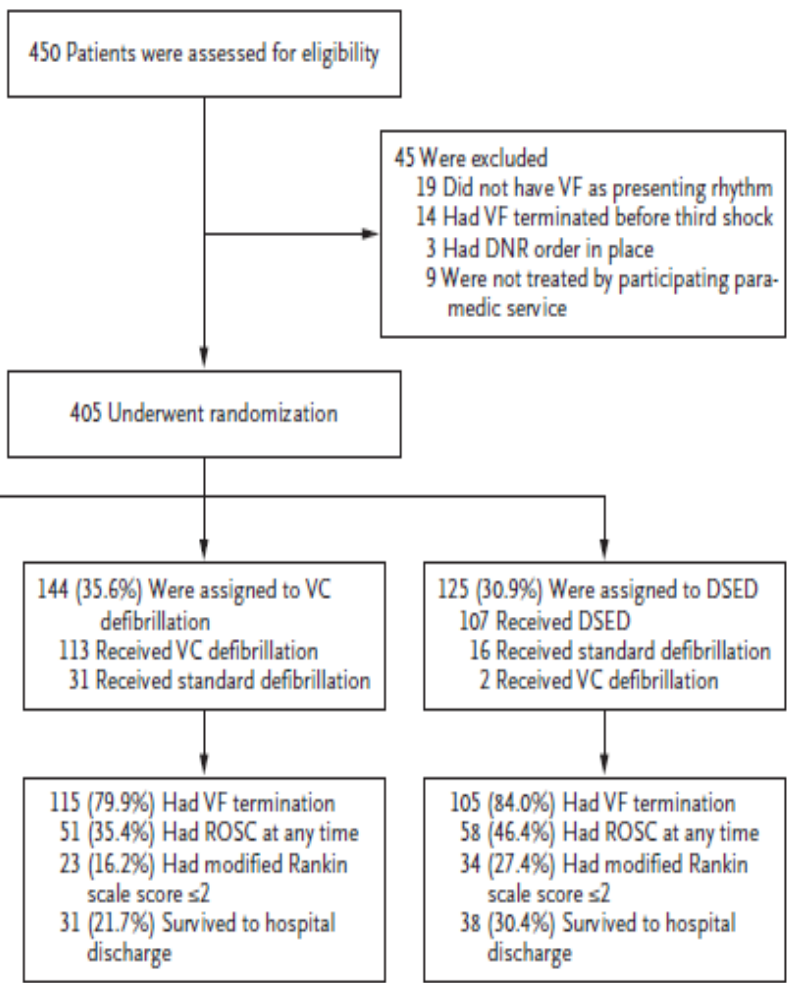 450 Patients were assessed for eligibility
45 Were excluded
19 Did not have VF as presenting rhythm
14 Had VF terminated before third shock
3 Had DNR order in place
9 Were not treated by participating para-
medic service
405 Underwent randomization
144 (35.6%) Were assigned to VC
defibrillation
113 Received VC defibrillation
31 Received standard defibrillation
125 (30.9%) Were assigned to DSED
107 Received DSED
16 Received standard defibrillation
2 Received VC defibrillation
115 (79.9%) Had VF termination
51 (35.4%) Had ROSC at any time
23 (16.2%) Had modified Rankin
scale score ≤2
31 (21.7%) Survived to hospital
discharge
105 (84.0%) Had VF termination
58 (46.4%) Had ROSC at any time
34 (27.4%) Had modified Rankin
scale score ≤2
38 (30.4%) Survived to hospital
discharge